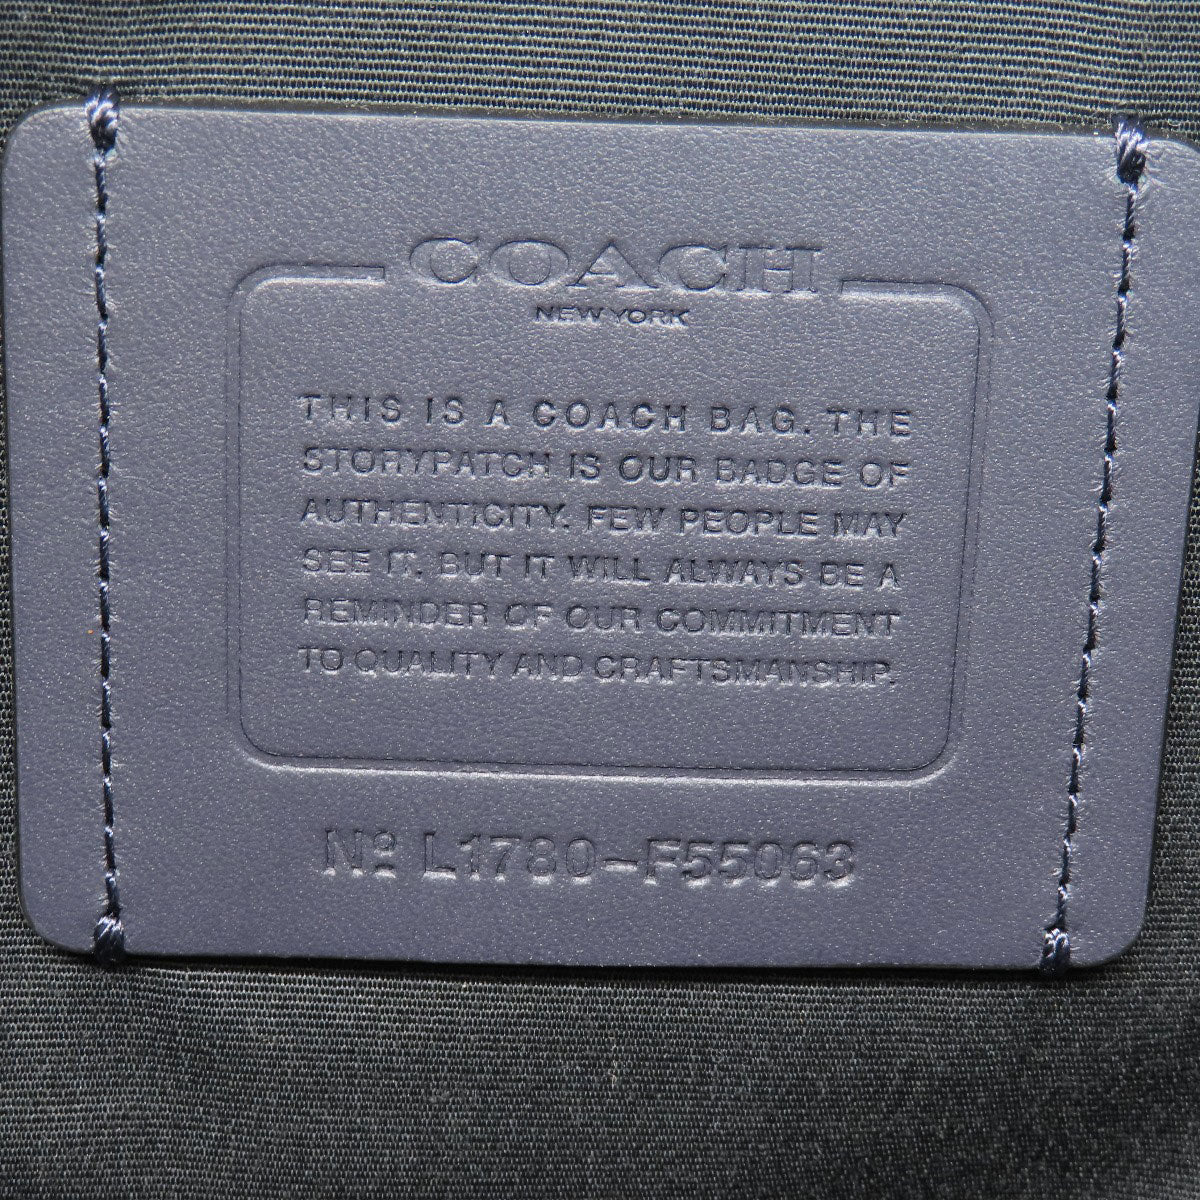 COACH
NEW YORK
THIS IS A COACH BAG. THE
STORYPATCH IS OUR BADGE OF
AUTHENTICITY. FEW PEOPLE MAY
SEE IT. BUT IT WILL ALWAYS BE A
REMINDER OF OUR COMMITMENT
TO QUALITY AND CRAFTSMANSHIP.
Nº L1780-F55063